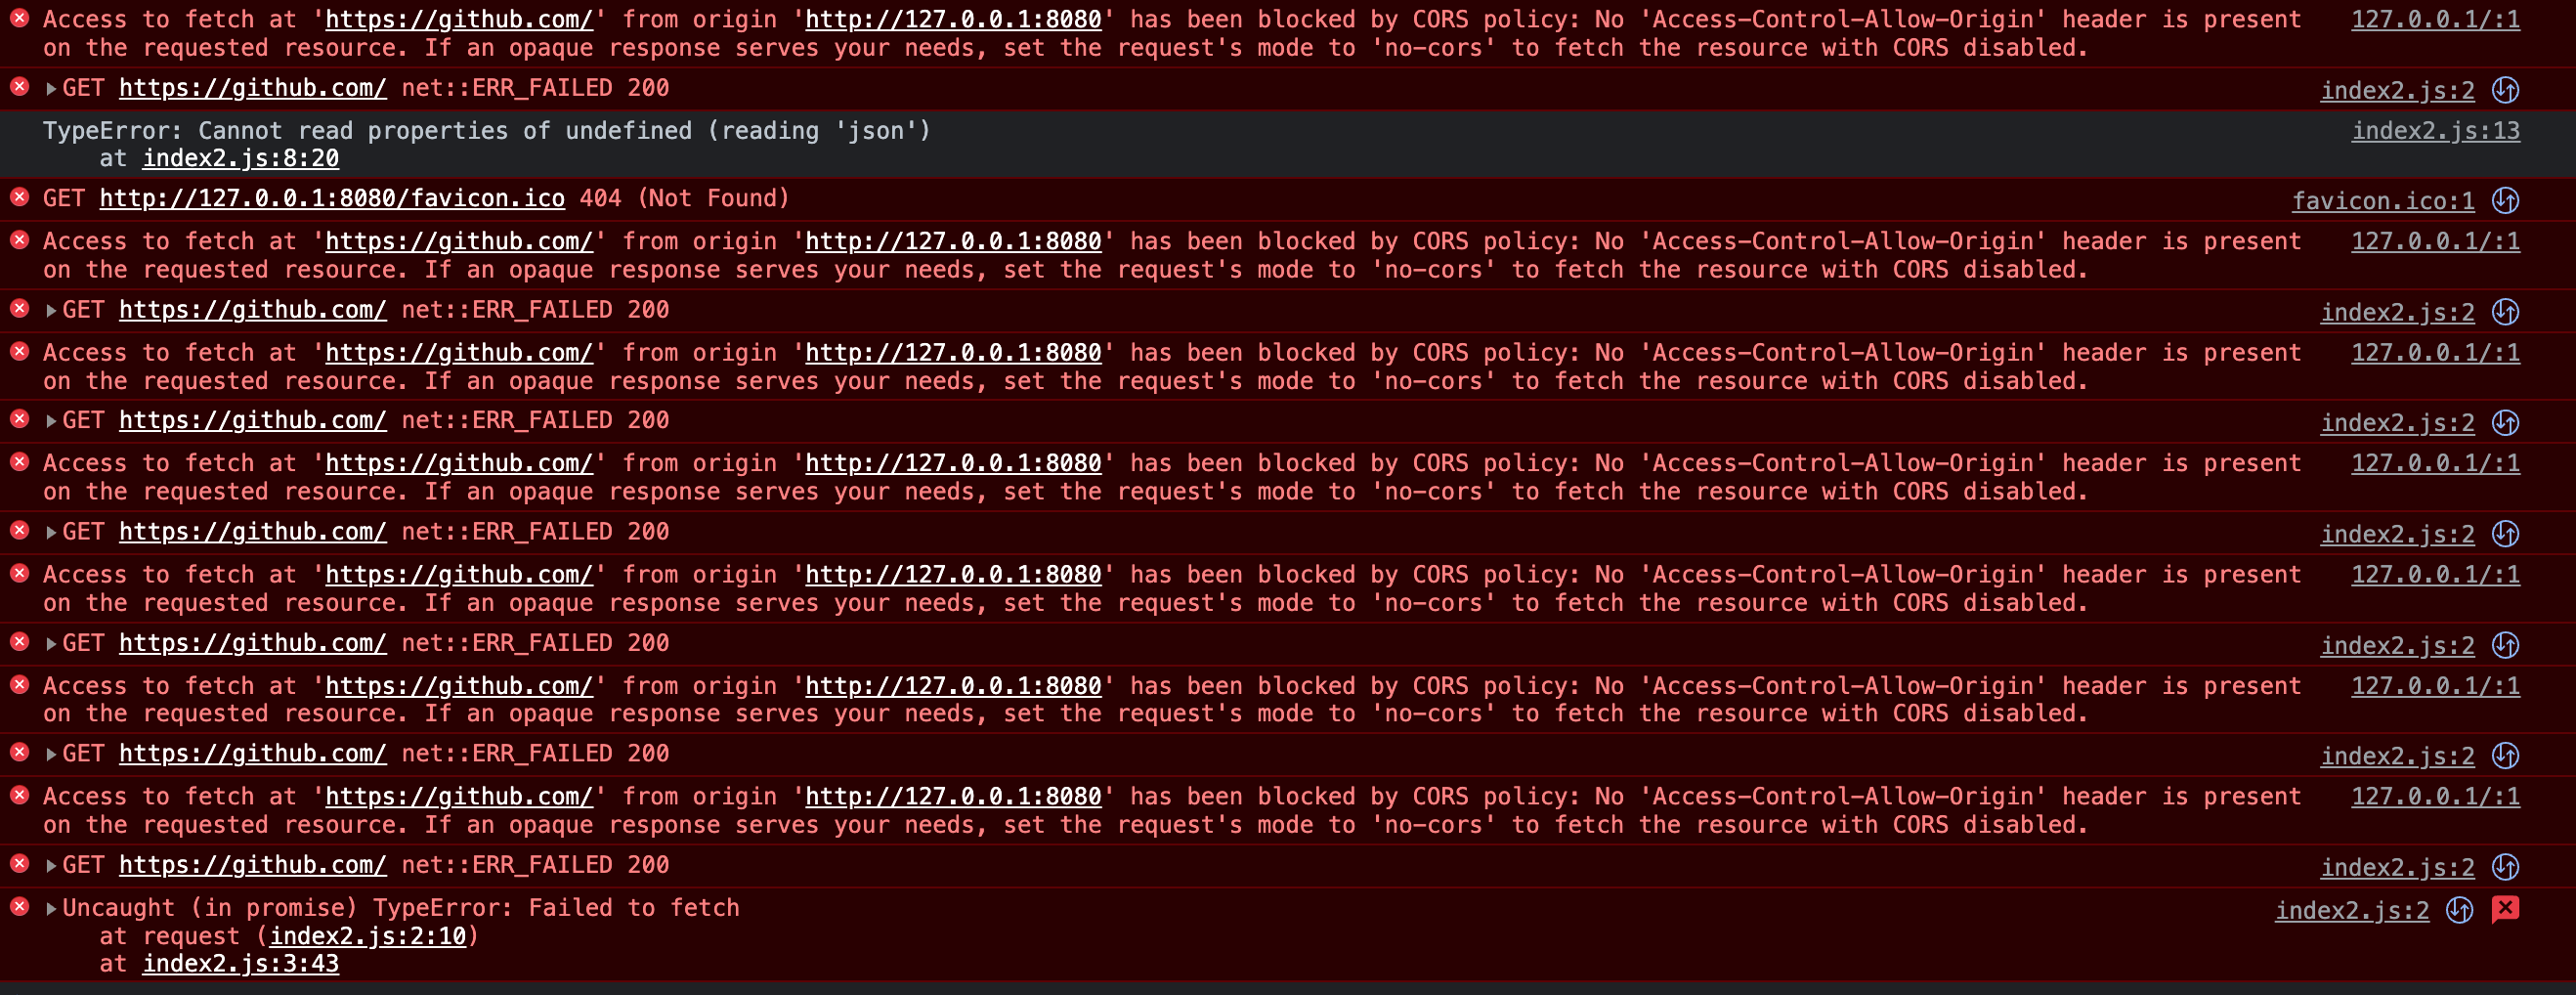 Access to fetch at 'https://github.com/' from origin 'http://127.0.0.1:8080' has been blocked by CORS policy: No 'Access-Control-Allow-Origin' header is present 127.0.0.1/:1
on the requested resource. If an opaque response serves your needs, set the request's mode to 'no-cors' to fetch the resource with CORS disabled.
GET https://github.com/ net::ERR_FAILED 200 index2.js:2
TypeError: Cannot read properties of undefined (reading 'json') index2.js:13
at index2.js:8:20
GET http://127.0.0.1:8080/favicon.ico 404 (Not Found) favicon.ico:1
Access to fetch at 'https://github.com/' from origin 'http://127.0.0.1:8080' has been blocked by CORS policy: No 'Access-Control-Allow-Origin' header is present 127.0.0.1/:1
on the requested resource. If an opaque response serves your needs, set the request's mode to 'no-cors' to fetch the resource with CORS disabled.
GET https://github.com/ net::ERR_FAILED 200 index2.js:2
Access to fetch at 'https://github.com/' from origin 'http://127.0.0.1:8080' has been blocked by CORS policy: No 'Access-Control-Allow-Origin' header is present 127.0.0.1/:1
on the requested resource. If an opaque response serves your needs, set the request's mode to 'no-cors' to fetch the resource with CORS disabled.
GET https://github.com/ net::ERR_FAILED 200 index2.js:2
Access to fetch at 'https://github.com/' from origin 'http://127.0.0.1:8080' has been blocked by CORS policy: No 'Access-Control-Allow-Origin' header is present 127.0.0.1/:1
on the requested resource. If an opaque response serves your needs, set the request's mode to 'no-cors' to fetch the resource with CORS disabled.
GET https://github.com/ net::ERR_FAILED 200 index2.js:2
Access to fetch at 'https://github.com/' from origin 'http://127.0.0.1:8080' has been blocked by CORS policy: No 'Access-Control-Allow-Origin' header is present 127.0.0.1/:1
on the requested resource. If an opaque response serves your needs, set the request's mode to 'no-cors' to fetch the resource with CORS disabled.
GET https://github.com/ net::ERR_FAILED 200 index2.js:2
Access to fetch at 'https://github.com/' from origin 'http://127.0.0.1:8080' has been blocked by CORS policy: No 'Access-Control-Allow-Origin' header is present 127.0.0.1/:1
on the requested resource. If an opaque response serves your needs, set the request's mode to 'no-cors' to fetch the resource with CORS disabled.
GET https://github.com/ net::ERR_FAILED 200 index2.js:2
Access to fetch at 'https://github.com/' from origin 'http://127.0.0.1:8080' has been blocked by CORS policy: No 'Access-Control-Allow-Origin' header is present 127.0.0.1/:1
on the requested resource. If an opaque response serves your needs, set the request's mode to 'no-cors' to fetch the resource with CORS disabled.
GET https://github.com/ net::ERR_FAILED 200 index2.js:2
Uncaught (in promise) TypeError: Failed to fetch index2.js:2
at request (index2.js:2:10)
at index2.js:3:43